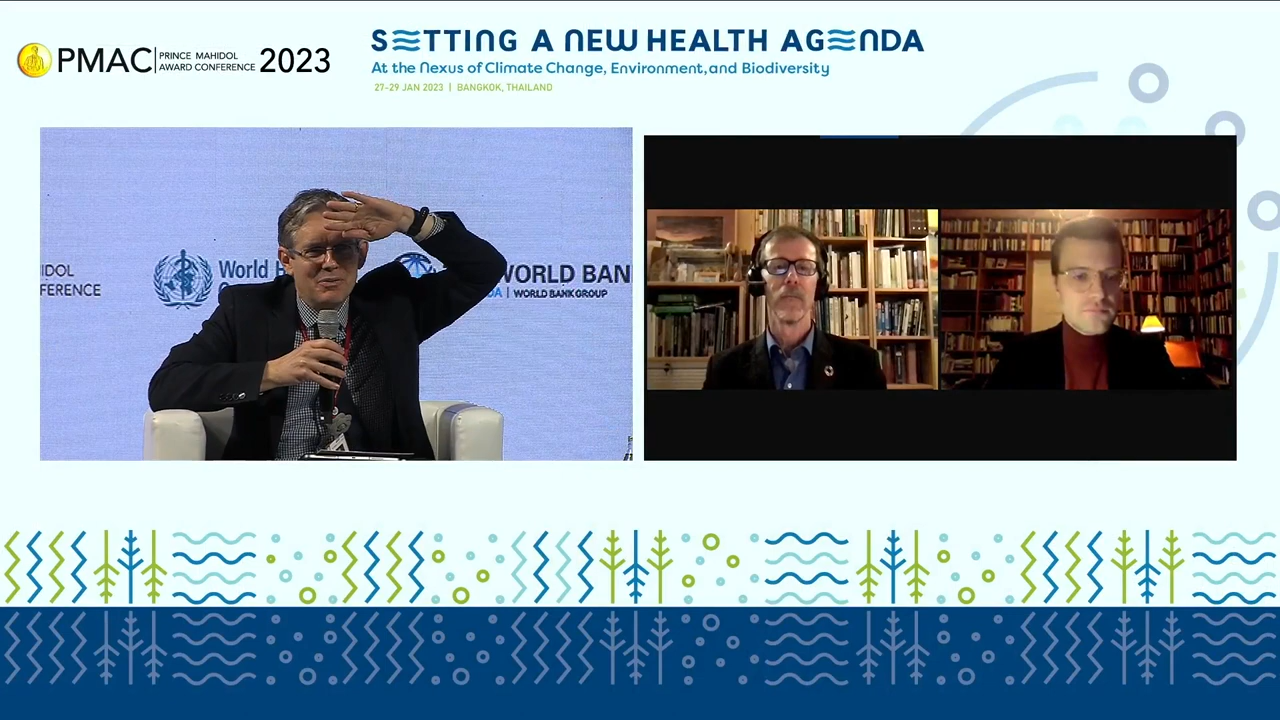 PMAC
PRINCE MAHIDOL
AWARD CONFERENCE
2023
SETTING A NEW HEALTH AGENDA
At the Nexus of Climate Change, Environment, and Biodiversity
27-29 JAN 2023 | BANGKOK, THAILAND
IDOL
FERENCE
World H
WORLD BAN
DA | WORLD BANK GROUP